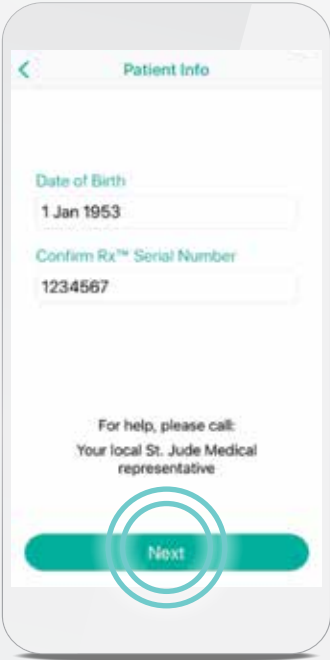 Patient Info
Date of Birth
1 Jan 1953
Confirm Rx™ Serial Number
1234567
For help, please call:
Your local St. Jude Medical
representative
Next